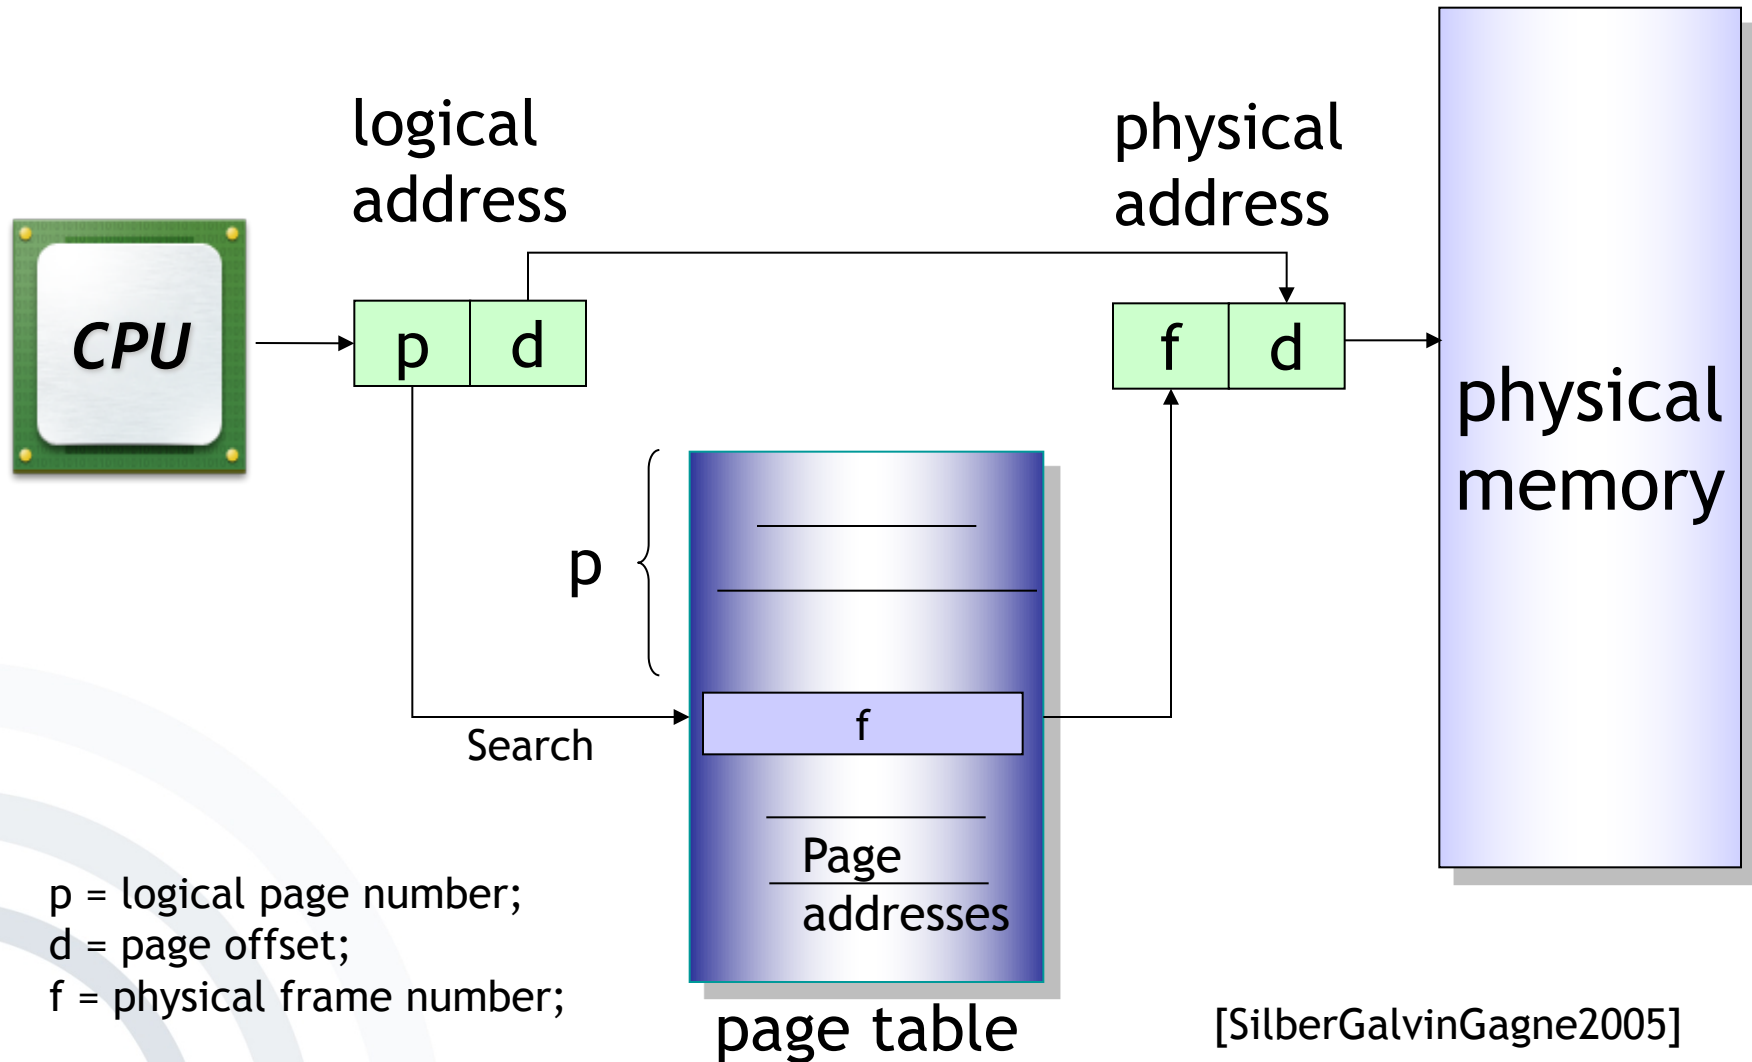 logical
address
physical
address
CPU
p
d
f
d
physical
memory
p
f
Search
Page
addresses
p = logical page number;
d = page offset;
f = physical frame number;
page table
[SilberGalvinGagne2005]